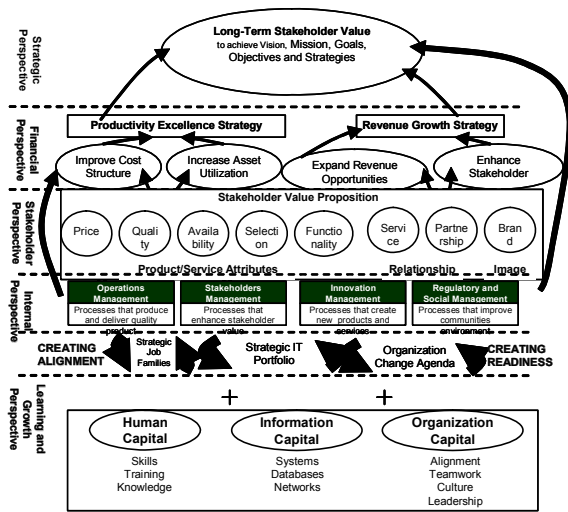 Strategic
Perspective
Long-Term Stakeholder Value
to achieve Vision, Mission, Goals,
Objectives and Strategies
Financial
Perspective
Productivity Excellence Strategy
Revenue Growth Strategy
Improve Cost
Structure
Increase Asset
Utilization
Expand Revenue
Opportunities
Enhance
Stakeholder
Stakeholder
Perspective
Stakeholder Value Proposition
Price
Quali
ty
Availa
bility
Selecti
on
Functio
nality
Servi
ce
Partne
rship
Bran
d
Product/Service Attributes
Relationship
Image
Internal
Perspective
Operations
Management
Processes that produce
and deliver quality
product
Stakeholders
Management
Processes that
enhance stakeholder
value
Innovation
Management
Processes that create
new products and
services
Regulatory and
Social Management
Processes that improve
communities
environment
CREATING
ALIGNMENT
Strategic
Job
Families
Strategic IT
Portfolio
Organization
Change Agenda
CREATING
READINESS
Learning and
Growth
Perspective
+
+
Human
Capital
Skills
Training
Knowledge
Information
Capital
Systems
Databases
Networks
Organization
Capital
Alignment
Teamwork
Culture
Leadership